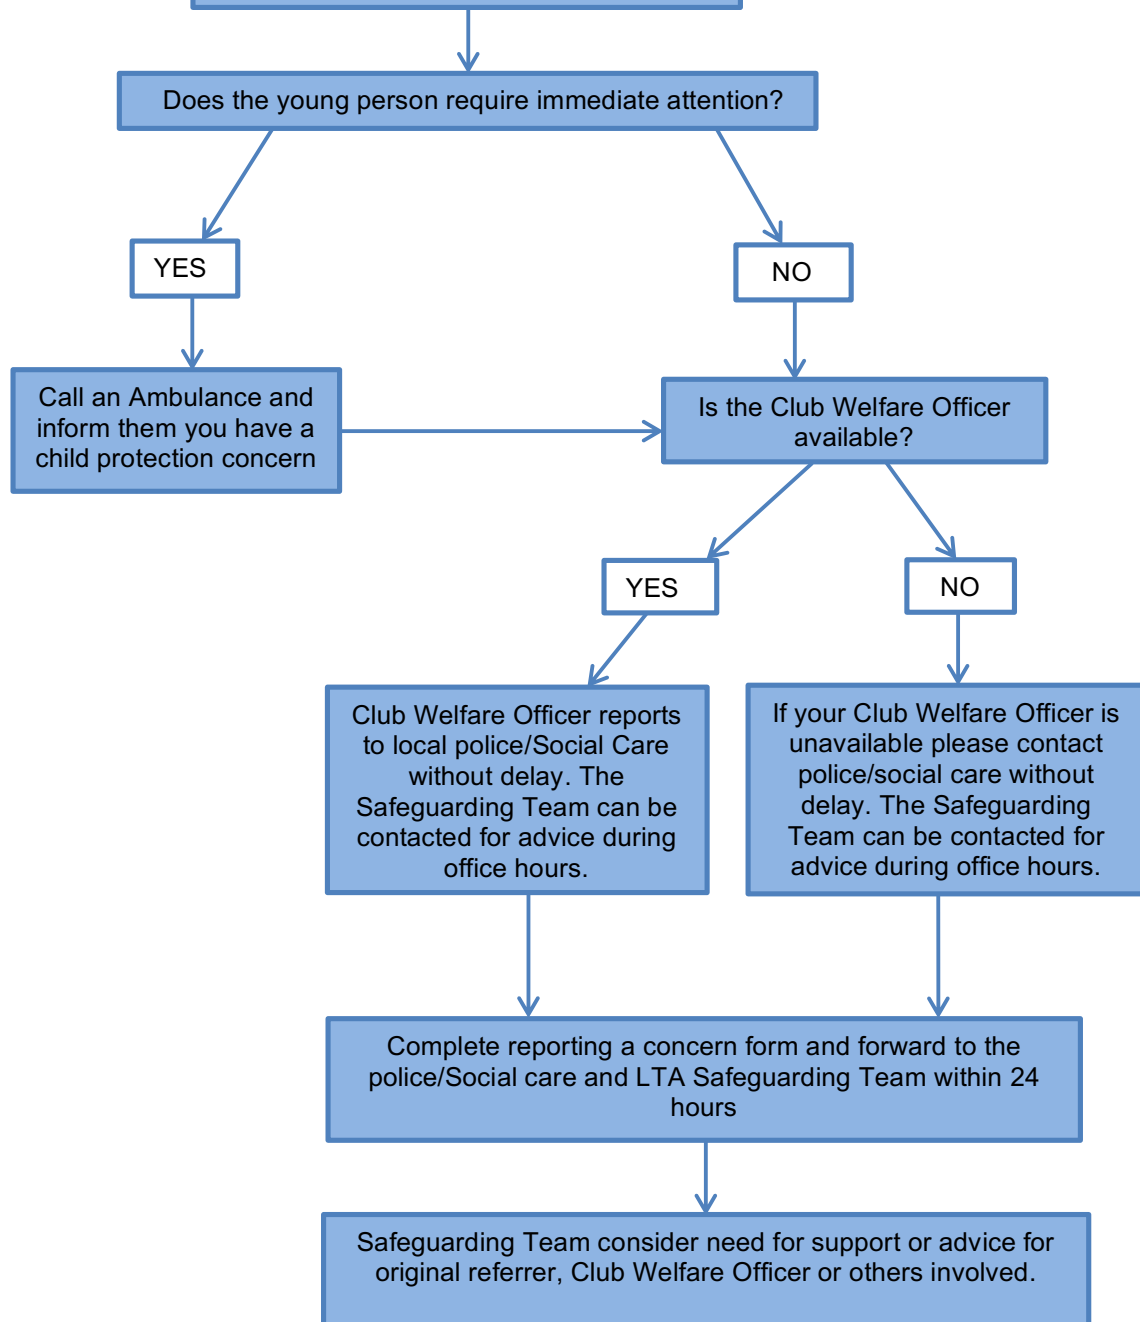 Does the young person require immediate attention?
YES
NO
Call an Ambulance and
inform them you have a
child protection concern
Is the Club Welfare Officer
available?
YES
NO
Club Welfare Officer reports
to local police/Social Care
without delay. The
Safeguarding Team can be
contacted for advice during
office hours.
If your Club Welfare Officer is
unavailable please contact
police/social care without
delay. The Safeguarding
Team can be contacted for
advice during office hours.
Complete reporting a concern form and forward to the
police/Social care and LTA Safeguarding Team within 24
hours
Safeguarding Team consider need for support or advice for
original referrer, Club Welfare Officer or others involved.